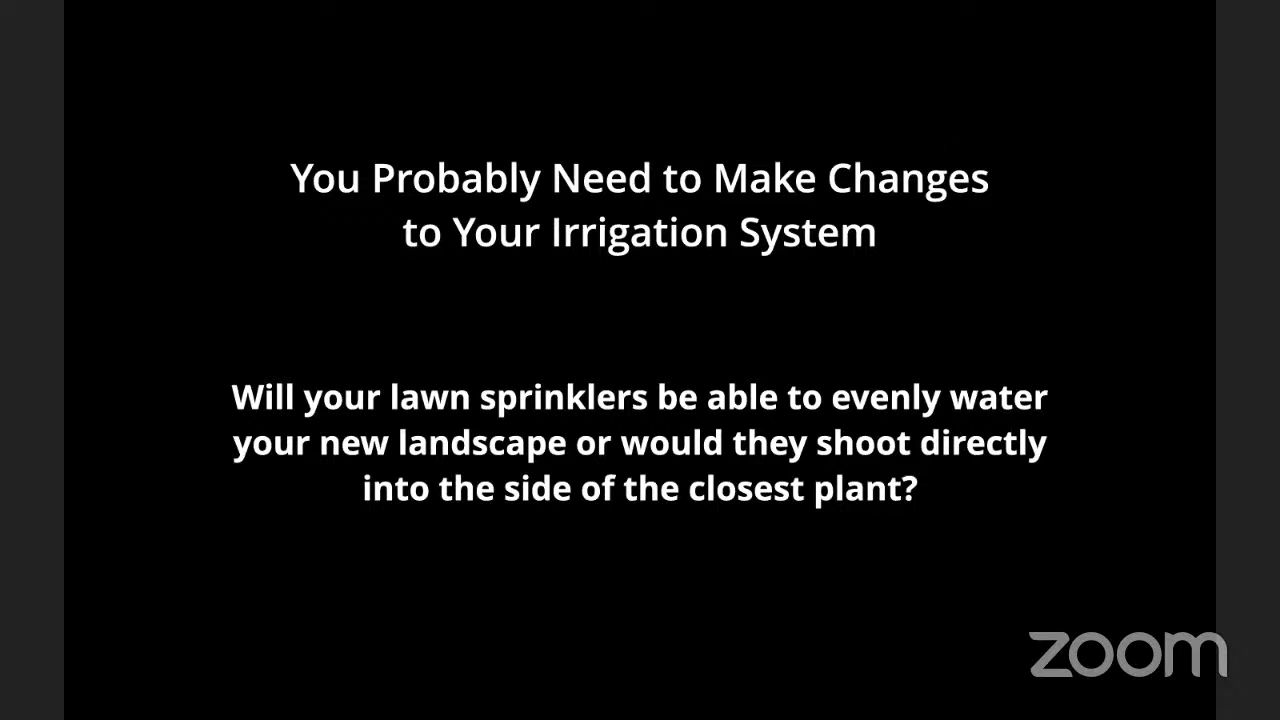 You Probably Need to Make Changes
to Your Irrigation System
Will your lawn sprinklers be able to evenly water
your new landscape or would they shoot directly
into the side of the closest plant?
zoom